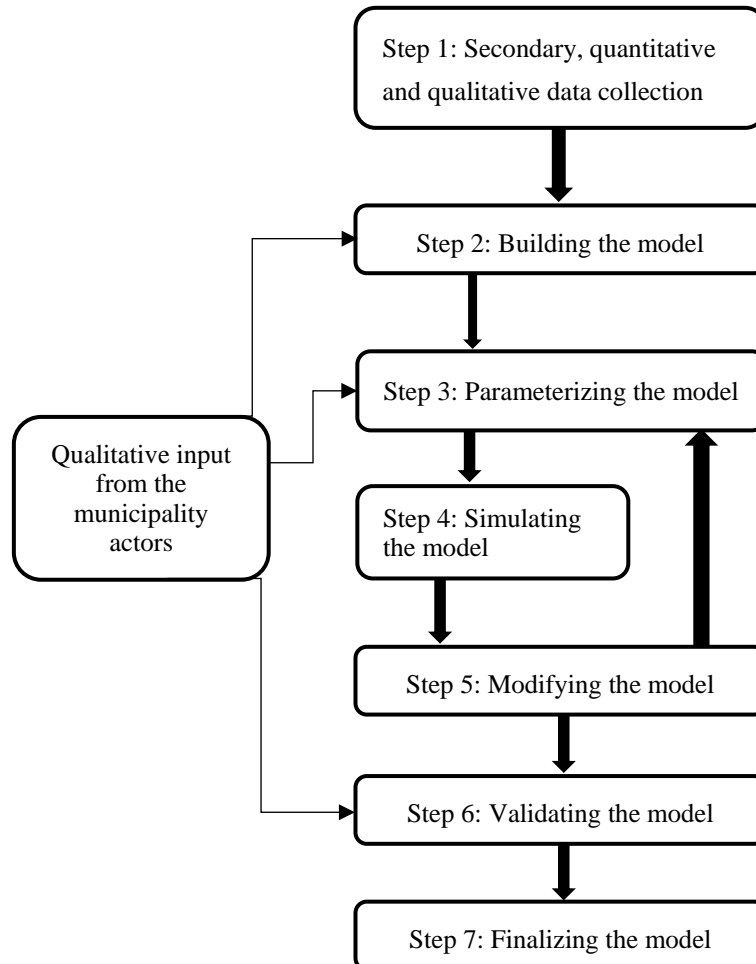 Step 1: Secondary, quantitative
and qualitative data collection
Step 2: Building the model
Step 3: Parameterizing the model
Qualitative input
from the
municipality
actors
Step 4: Simulating
the model
Step 5: Modifying the model
Step 6: Validating the model
Step 7: Finalizing the model